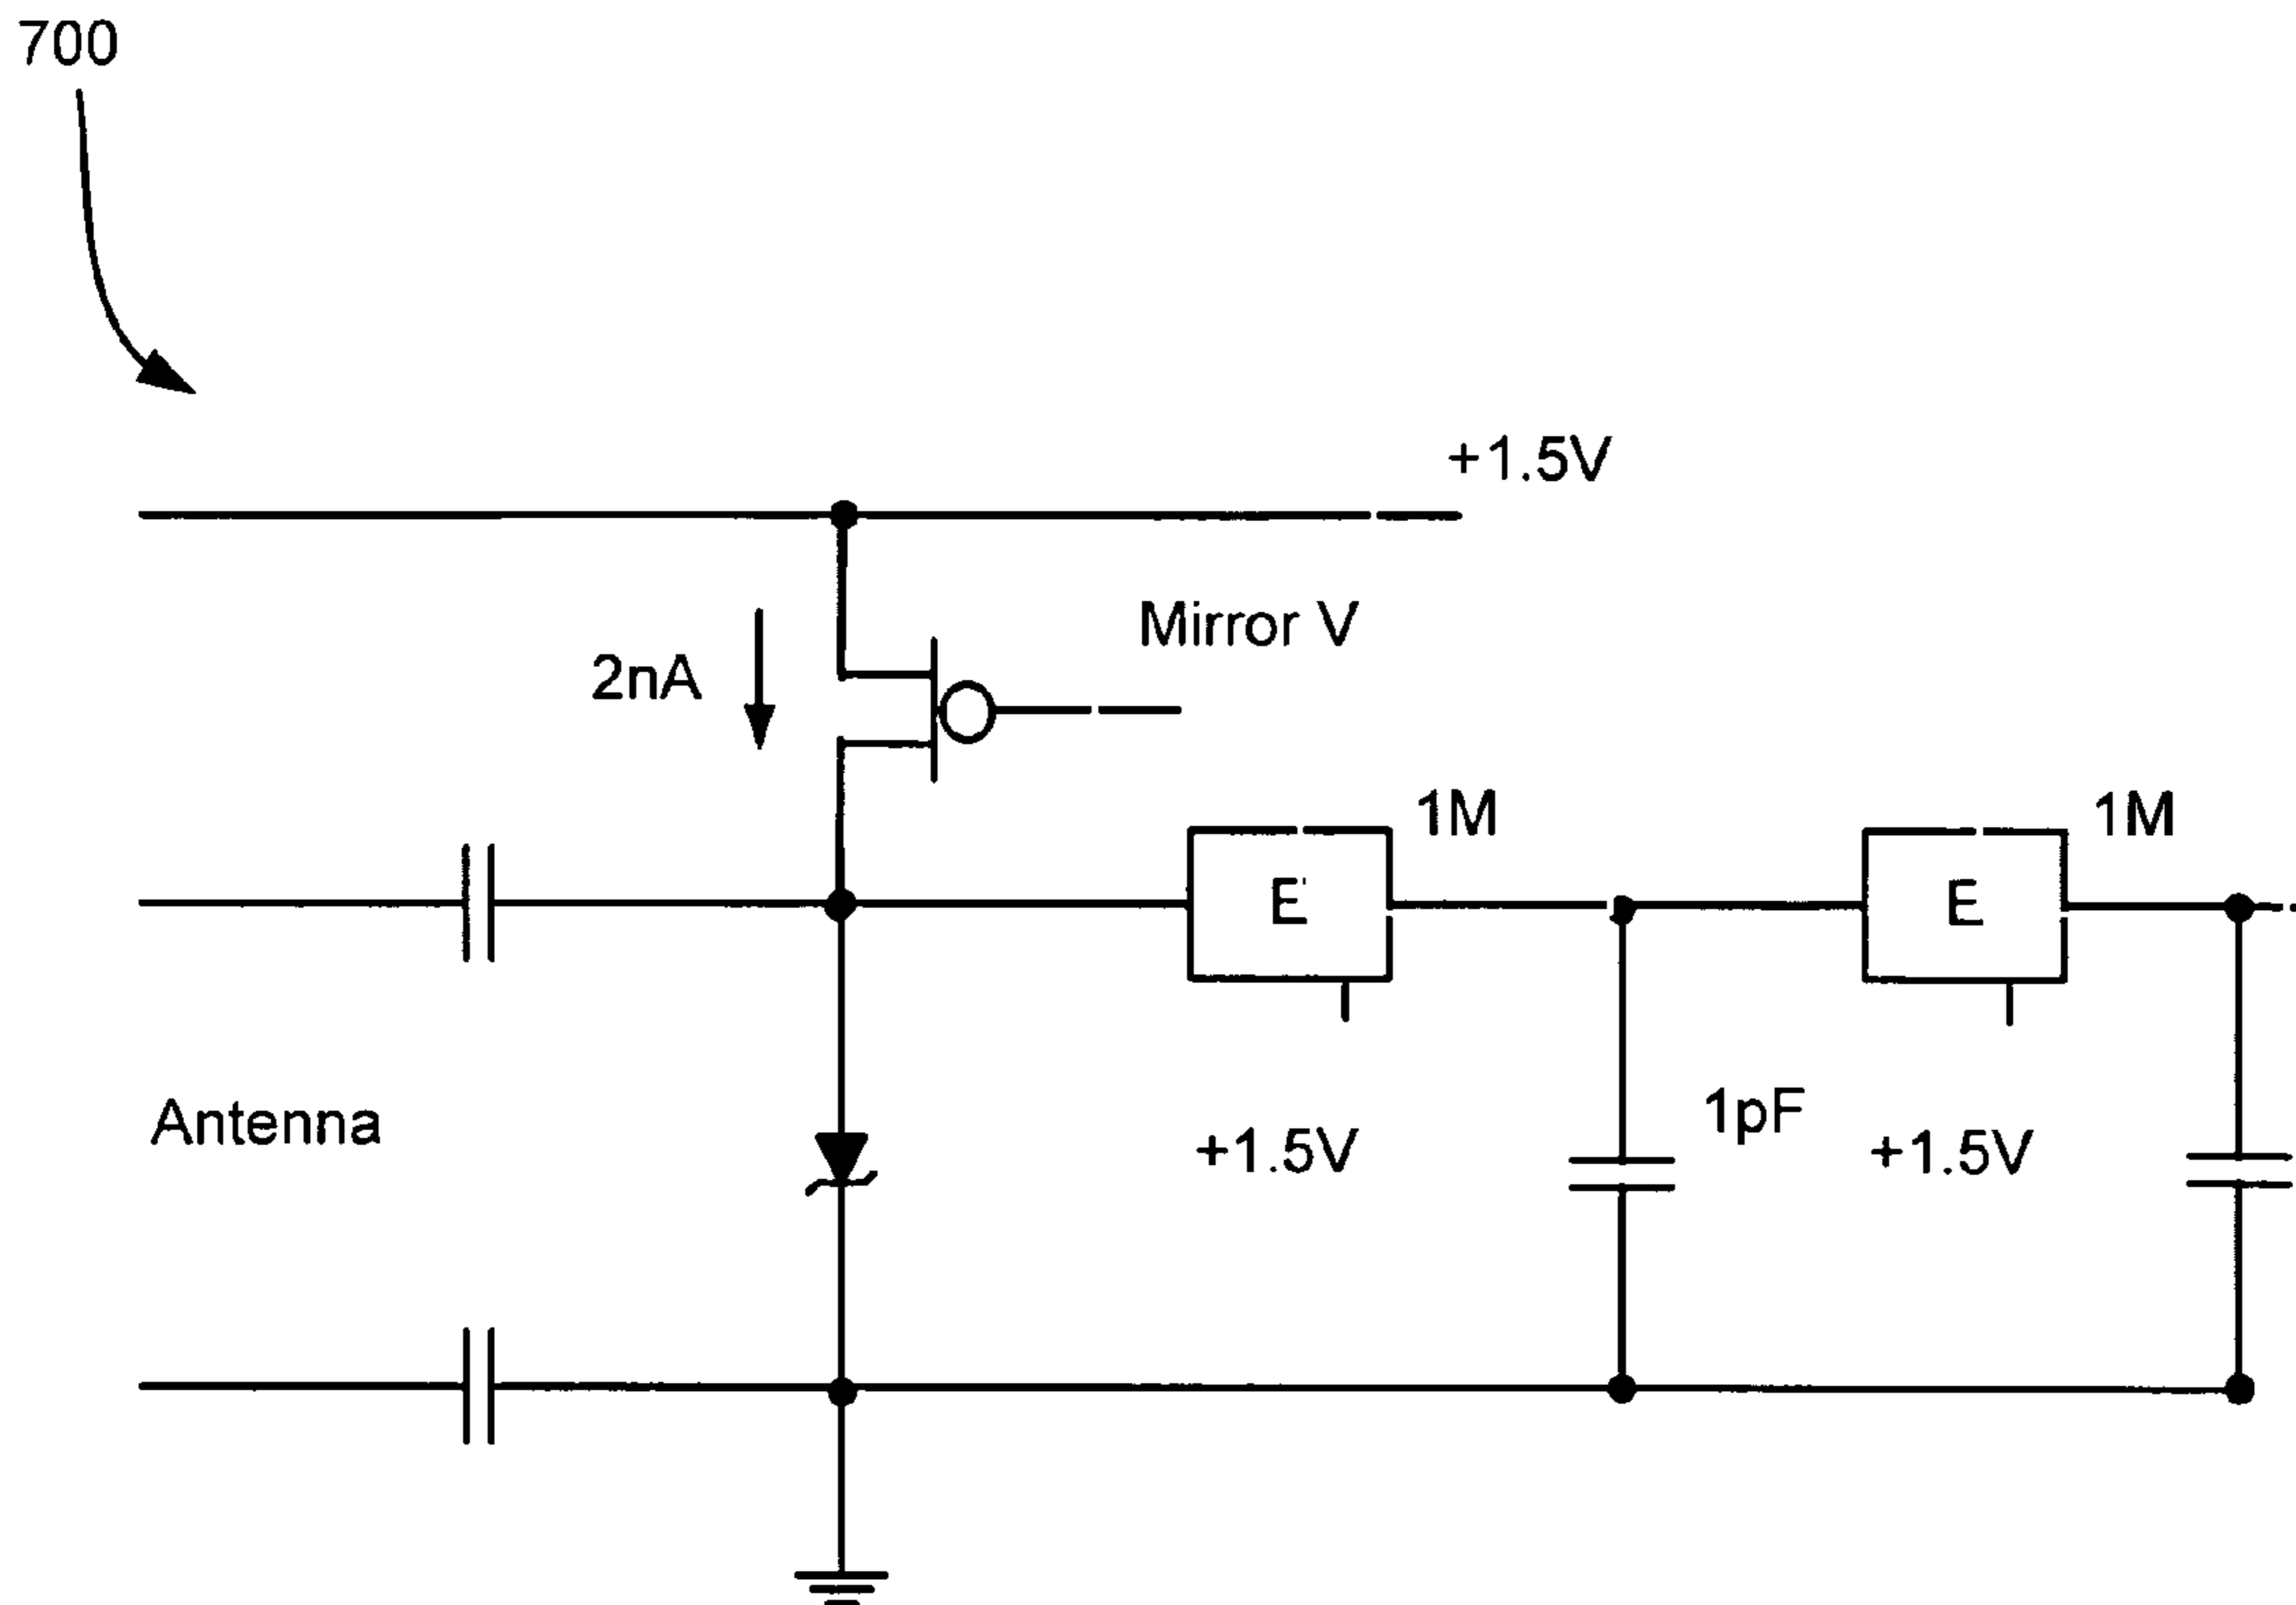 700
+1.5V
Mirror V
2nA
1M
1M
E
E
Antenna
1pF
+1.5V
+1.5V